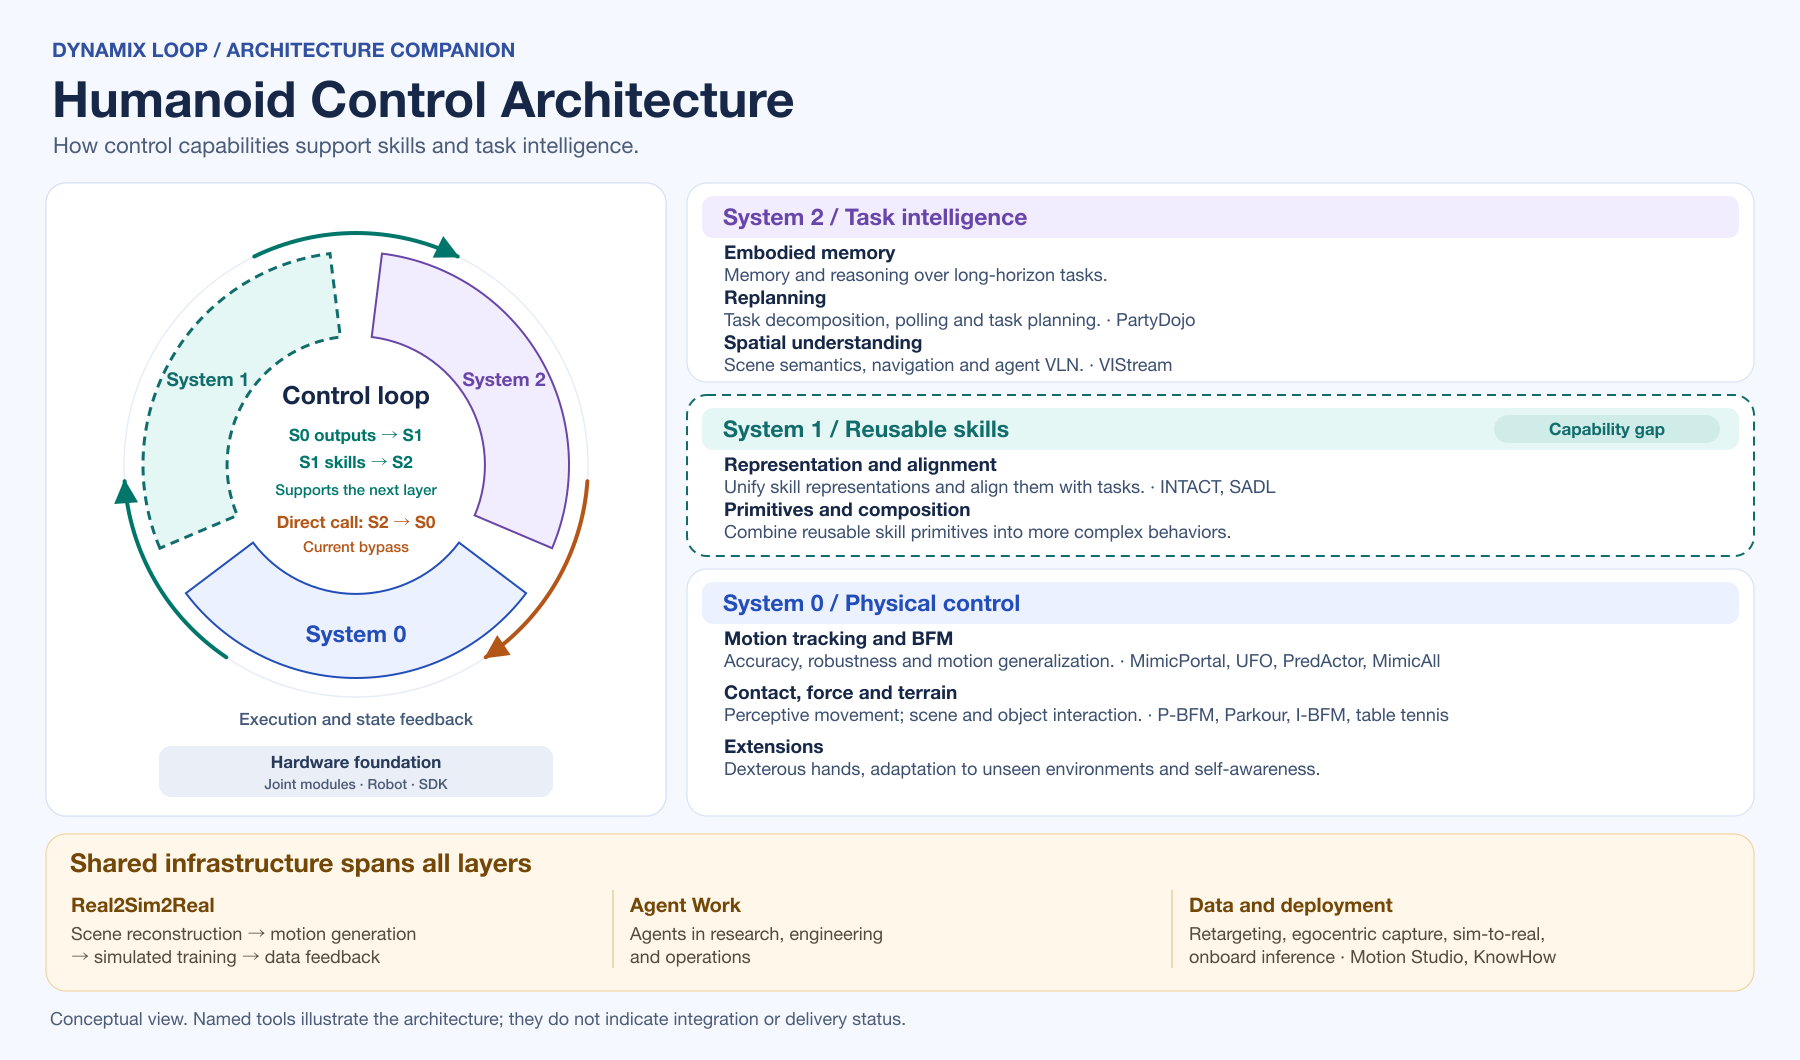 DYNAMIX LOOP / ARCHITECTURE COMPANION
Humanoid Control Architecture
How control capabilities support skills and task intelligence.
System 1
System 2
Control loop
S0 outputs → S1
S1 skills → S2
Supports the next layer
Direct call: S2 → S0
Current bypass
System 0
Execution and state feedback
Hardware foundation
Joint modules · Robot · SDK
System 2 / Task intelligence
Embodied memory
Memory and reasoning over long-horizon tasks.
Replanning
Task decomposition, polling and task planning. · PartyDojo
Spatial understanding
Scene semantics, navigation and agent VLN. · VIStream
System 1 / Reusable skills
Capability gap
Representation and alignment
Unify skill representations and align them with tasks. · INTACT, SADL
Primitives and composition
Combine reusable skill primitives into more complex behaviors.
System 0 / Physical control
Motion tracking and BFM
Accuracy, robustness and motion generalization. · MimicPortal, UFO, PredActor, MimicAll
Contact, force and terrain
Perceptive movement; scene and object interaction. · P-BFM, Parkour, I-BFM, table tennis
Extensions
Dexterous hands, adaptation to unseen environments and self-awareness.
Shared infrastructure spans all layers
Real2Sim2Real
Scene reconstruction → motion generation
→ simulated training → data feedback
Agent Work
Agents in research, engineering
and operations
Data and deployment
Retargeting, egocentric capture, sim-to-real,
onboard inference · Motion Studio, KnowHow
Conceptual view. Named tools illustrate the architecture; they do not indicate integration or delivery status.